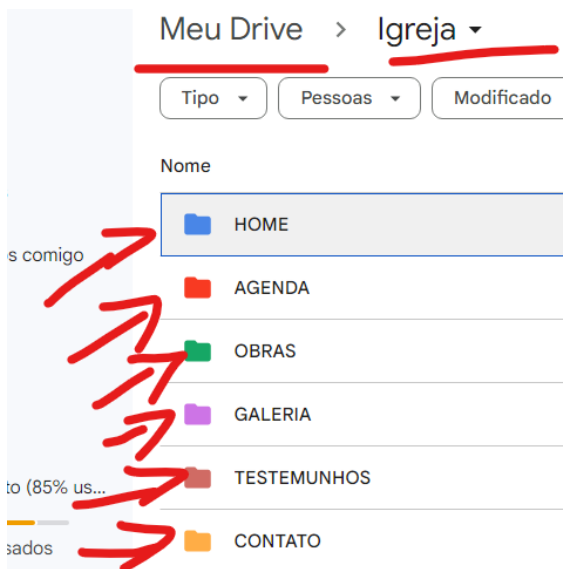 Meu Drive > Igreja
Tipo Pessoas Modificado
Nome
HOME
s comigo
AGENDA
OBRAS
GALERIA
TESTEMUNHOS
to (85% us...
CONTATO
sados